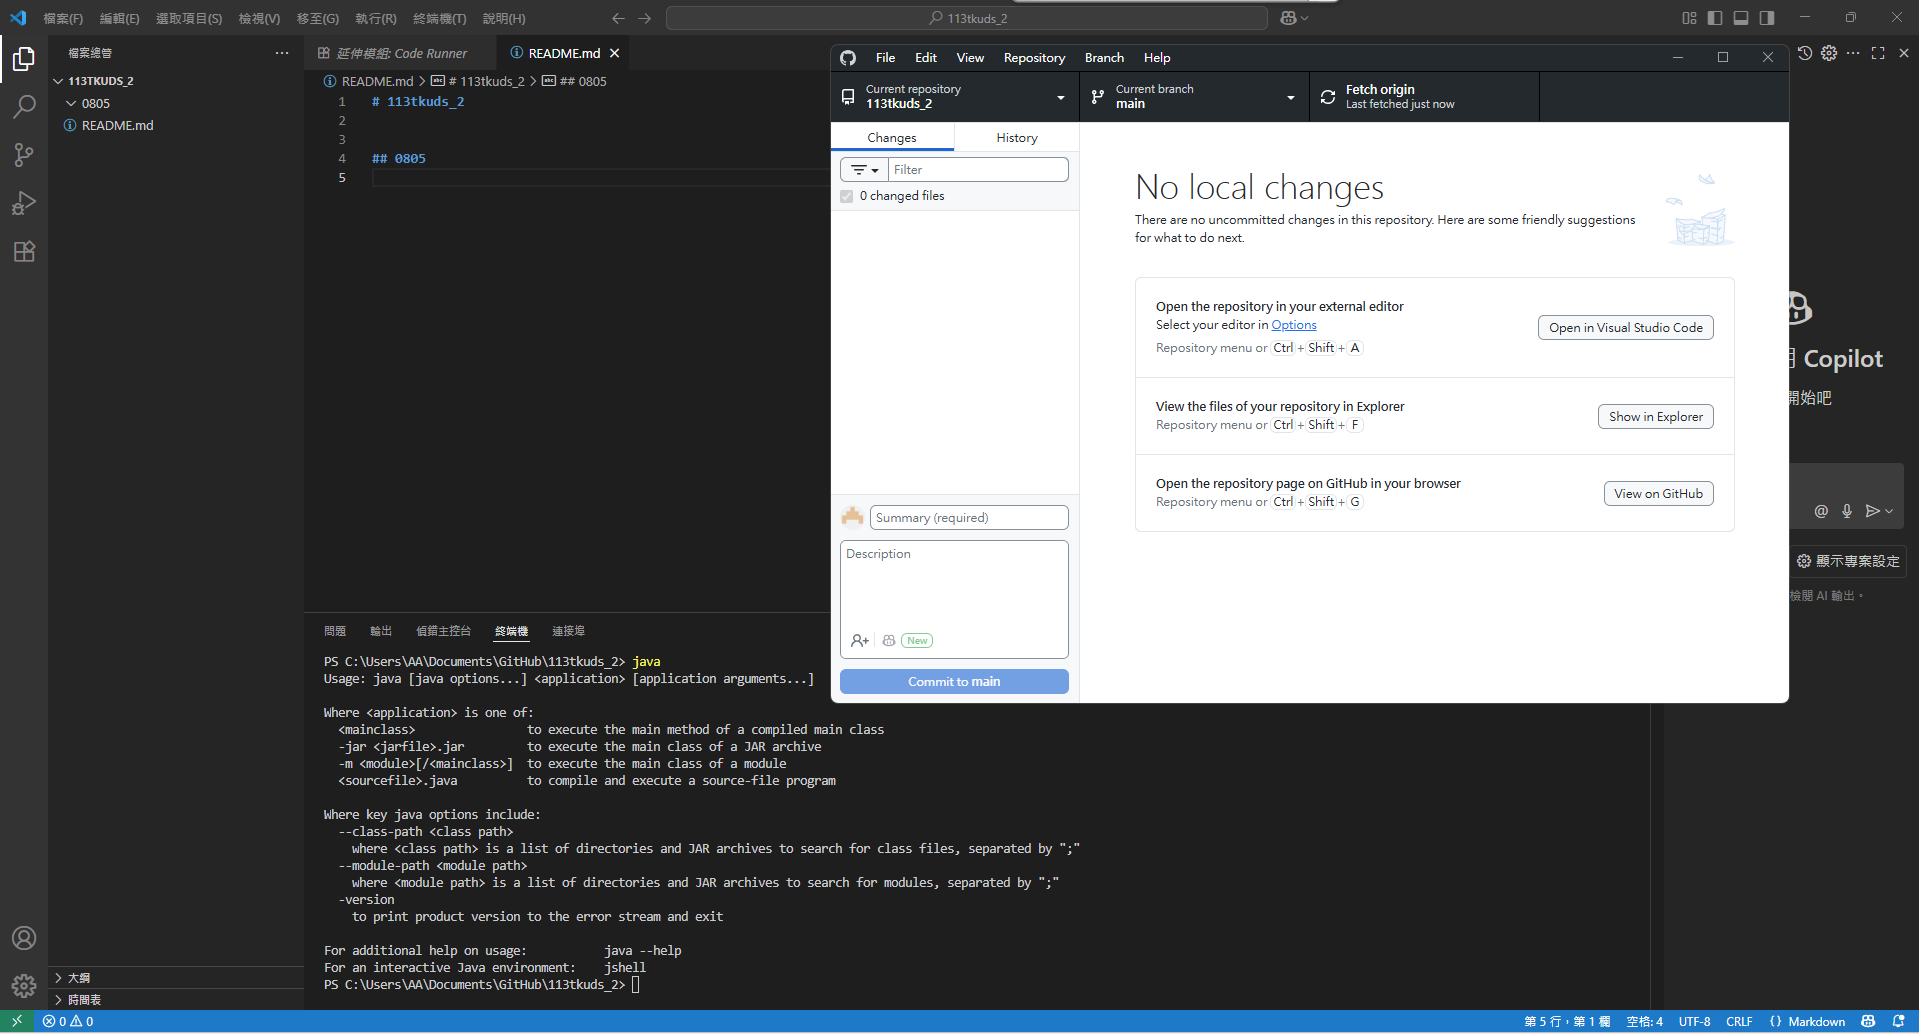 檔案(F) 編輯(E) 選取項目(S) 檢視(V) 移至(G) 執行(R) 終端機(T) 說明(H)
113tkuds_2
檔案總管
113TKUDS_2
0805
README.md
大綱
時間表
延伸模組: Code Runner
README.md
README.md > # 113tkuds_2 > ## 0805
1 # 113tkuds_2
2
3
4 ## 0805
5
File Edit View Repository Branch Help
Current repository
113tkuds_2
Current branch
main
Fetch origin
Last fetched just now
Changes History
Filter
0 changed files
No local changes
There are no uncommitted changes in this repository. Here are some friendly suggestions
for what to do next.
Open the repository in your external editor
Select your editor in Options
Repository menu or Ctrl + Shift + A
Open in Visual Studio Code
View the files of your repository in Explorer
Repository menu or Ctrl + Shift + F
Show in Explorer
Open the repository page on GitHub in your browser
Repository menu or Ctrl + Shift + G
View on GitHub
Summary (required)
Description
New
Commit to main
Copilot
開始吧
顯示專案設定
檢閱 AI 輸出。
問題 輸出 偵錯主控台 終端機 連接埠
PS C:\Users\AA\Documents\GitHub\113tkuds_2> java
Usage: java [java options...] <application> [application arguments...]
Where <application> is one of:
<mainclass> to execute the main method of a compiled main class
-jar <jarfile>.jar to execute the main class of a JAR archive
-m <module>[/<mainclass>] to execute the main class of a module
<sourcefile>.java to compile and execute a source-file program
Where key java options include:
--class-path <class path>
where <class path> is a list of directories and JAR archives to search for class files, separated by ";"
--module-path <module path>
where <module path> is a list of directories and JAR archives to search for modules, separated by ";"
-version
to print product version to the error stream and exit
For additional help on usage: java --help
For an interactive Java environment: jshell
PS C:\Users\AA\Documents\GitHub\113tkuds_2>
0 0
第 5 行，第 1 欄 空格: 4 UTF-8 CRLF {} Markdown